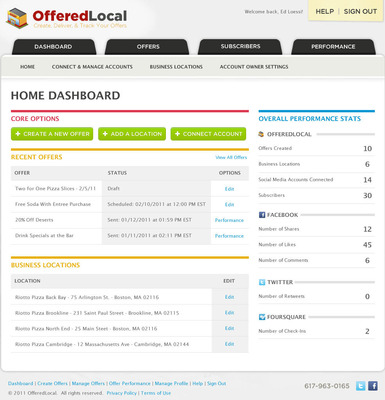 OfferedLocal
Create, Deliver, & Track Your Offers
Welcome back, Ed Loessi!
HELP | SIGN OUT
DASHBOARD OFFERS SUBSCRIBERS PERFORMANCE
HOME CONNECT & MANAGE ACCOUNTS BUSINESS LOCATIONS ACCOUNT OWNER SETTINGS
HOME DASHBOARD
CORE OPTIONS
+ CREATE A NEW OFFER + ADD A LOCATION + CONNECT ACCOUNT
RECENT OFFERS View All Offers
OFFER STATUS OPTIONS
Two for One Pizza Slices - 2/5/11 Draft Edit
Free Soda With Entree Purchase Scheduled: 02/10/2011 at 12:00 PM EST Edit
20% Off Deserts Sent: 01/12/2011 at 01:59 PM EST Performance
Drink Specials at the Bar Sent: 01/11/2011 at 02:11 PM EST Performance
BUSINESS LOCATIONS
LOCATION EDIT
Riotto Pizza Back Bay - 75 Arlington St. - Boston, MA 02116 Edit
Riotto Pizza Brookline - 231 Saint Paul Street - Brookline, MA 02115 Edit
Riotto Pizza North End - 25 Main Street - Boston, MA 02116 Edit
Riotto Pizza Cambridge - 12 Massachusetts Ave - Cambridge, MA 02144 Edit
OVERALL PERFORMANCE STATS
OFFEREDLOCAL
Offers Created 10
Business Locations 6
Social Media Accounts Connected 14
Subscribers 30
FACEBOOK
Number of Shares 12
Number of Likes 45
Number of Comments 6
TWITTER
Number of Retweets 0
FOURSQUARE
Number of Check-Ins 2
Dashboard | Create Offers | Manage Offers | Offer Performance | Manage Profile | Help | Sign Out
© 2011 OfferedLocal. All rights reserved. Privacy Policy | Terms of Use
617-963-0165